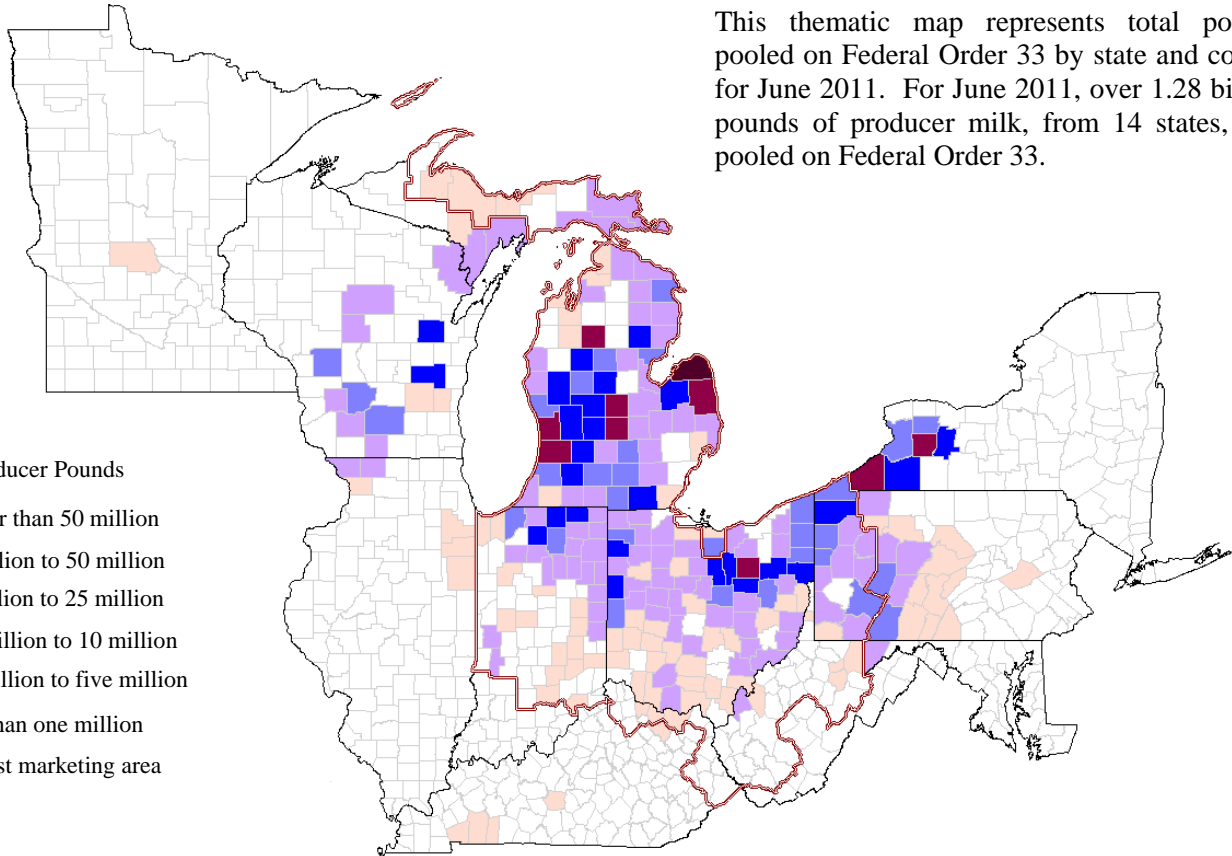 This thematic map represents total po
pooled on Federal Order 33 by state and co
for June 2011. For June 2011, over 1.28 bi
pounds of producer milk, from 14 states,
pooled on Federal Order 33.
ducer Pounds
r than 50 million
lion to 50 million
lion to 25 million
illion to 10 million
illion to five million
han one million
st marketing area